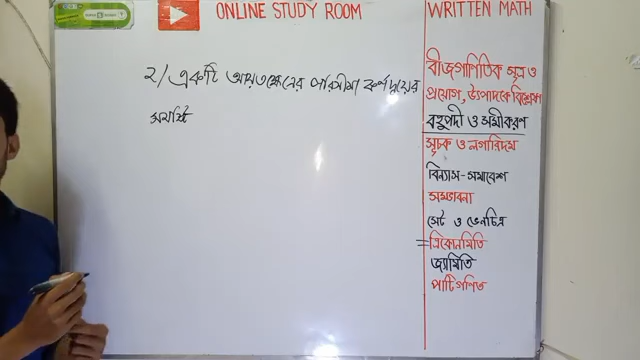 ONLINE STUDY ROOM
WRITTEN MATH
২/ একটি আয়তক্ষেত্রের পরিসীমা কর্ণদ্বয়ের
সমষ্টি
বীজগাণিতিক সূত্র ও
প্রয়োগ, উৎপাদকে বিশ্লেষণ
বহুপদী ও সমীকরণ
সূচক ও লগারিদম
বিন্যাস-সমাবেশ
সম্ভাবনা
সেট ও ভেনচিত্র
= ত্রিকোনমিতি
জ্যামিতি
পাটিগণিত